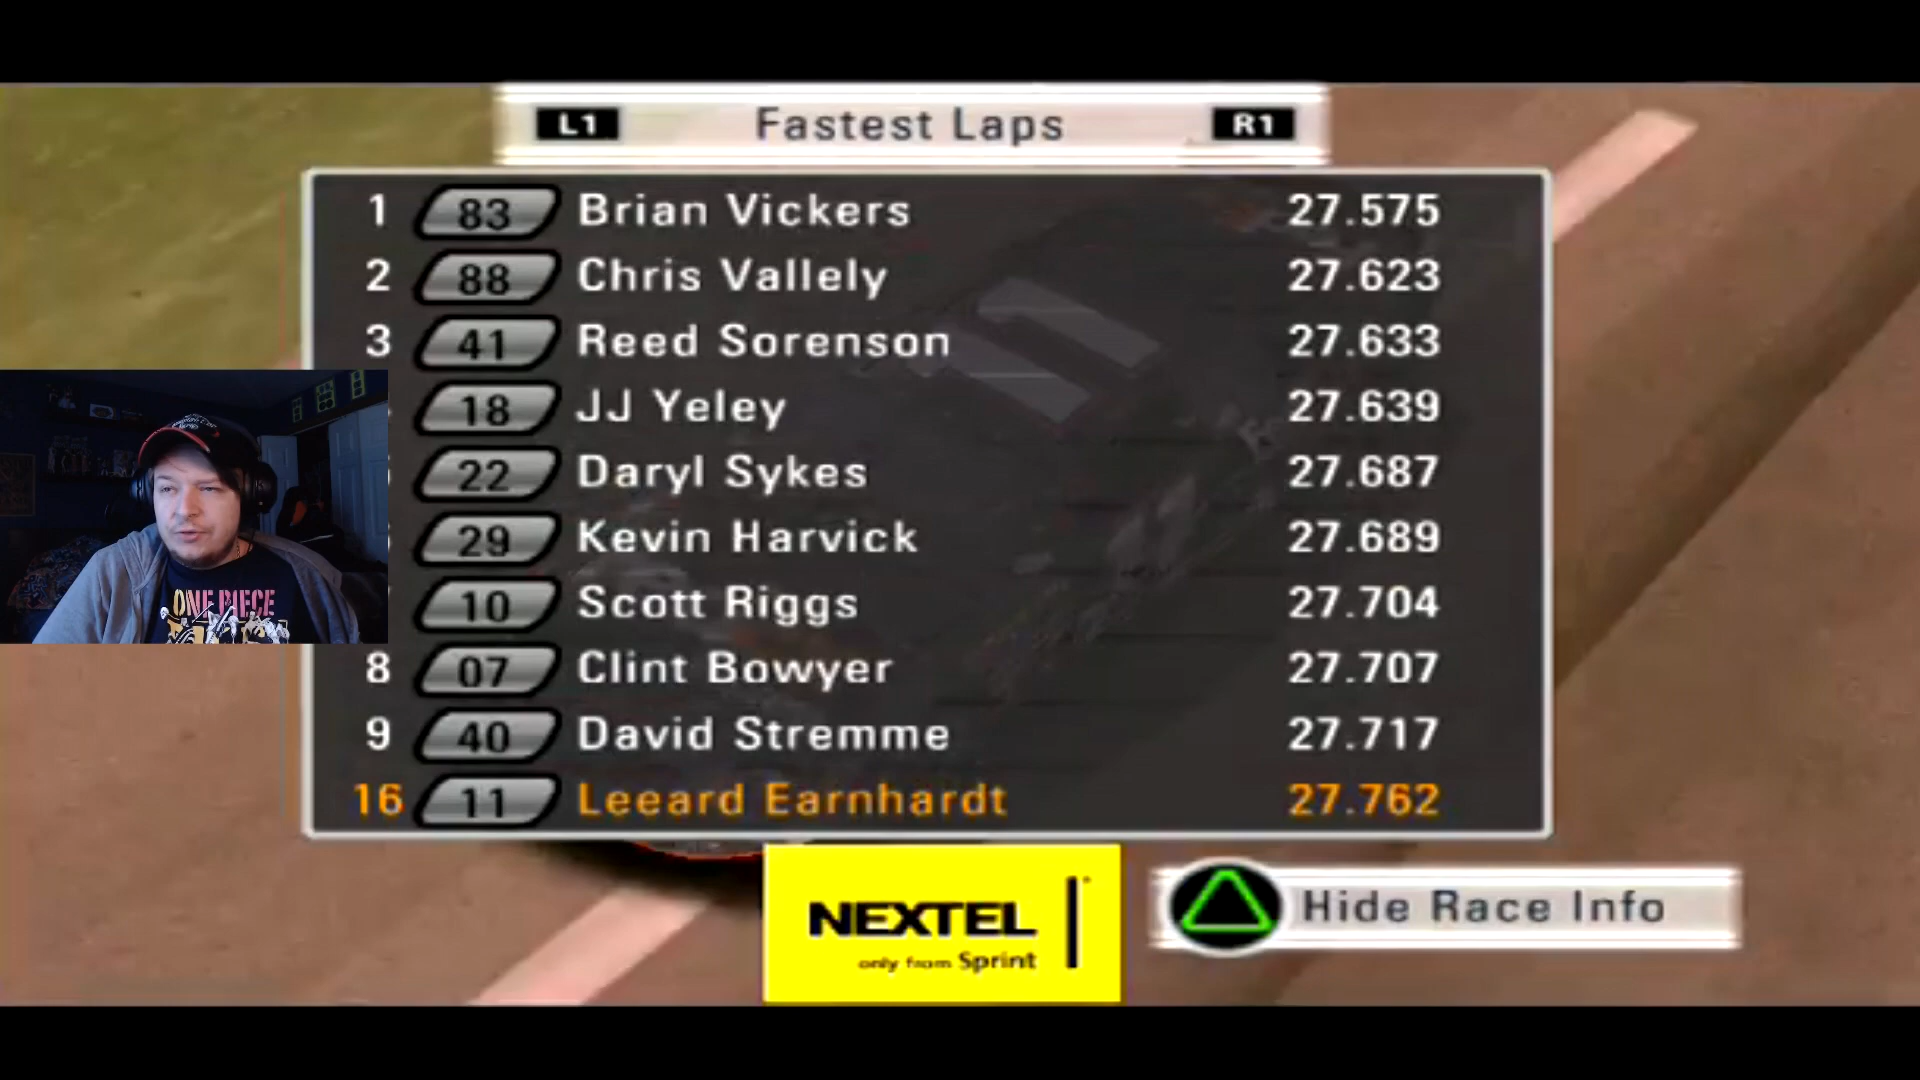 L1 Fastest Laps R1
1 83 Brian Vickers 27.575
2 88 Chris Vallely 27.623
3 41 Reed Sorenson 27.633
18 JJ Yeley 27.639
22 Daryl Sykes 27.687
29 Kevin Harvick 27.689
10 Scott Riggs 27.704
8 07 Clint Bowyer 27.707
9 40 David Stremme 27.717
16 11 Leeard Earnhardt 27.762
ONE PIECE
NEXTEL
only from Sprint
Hide Race Info